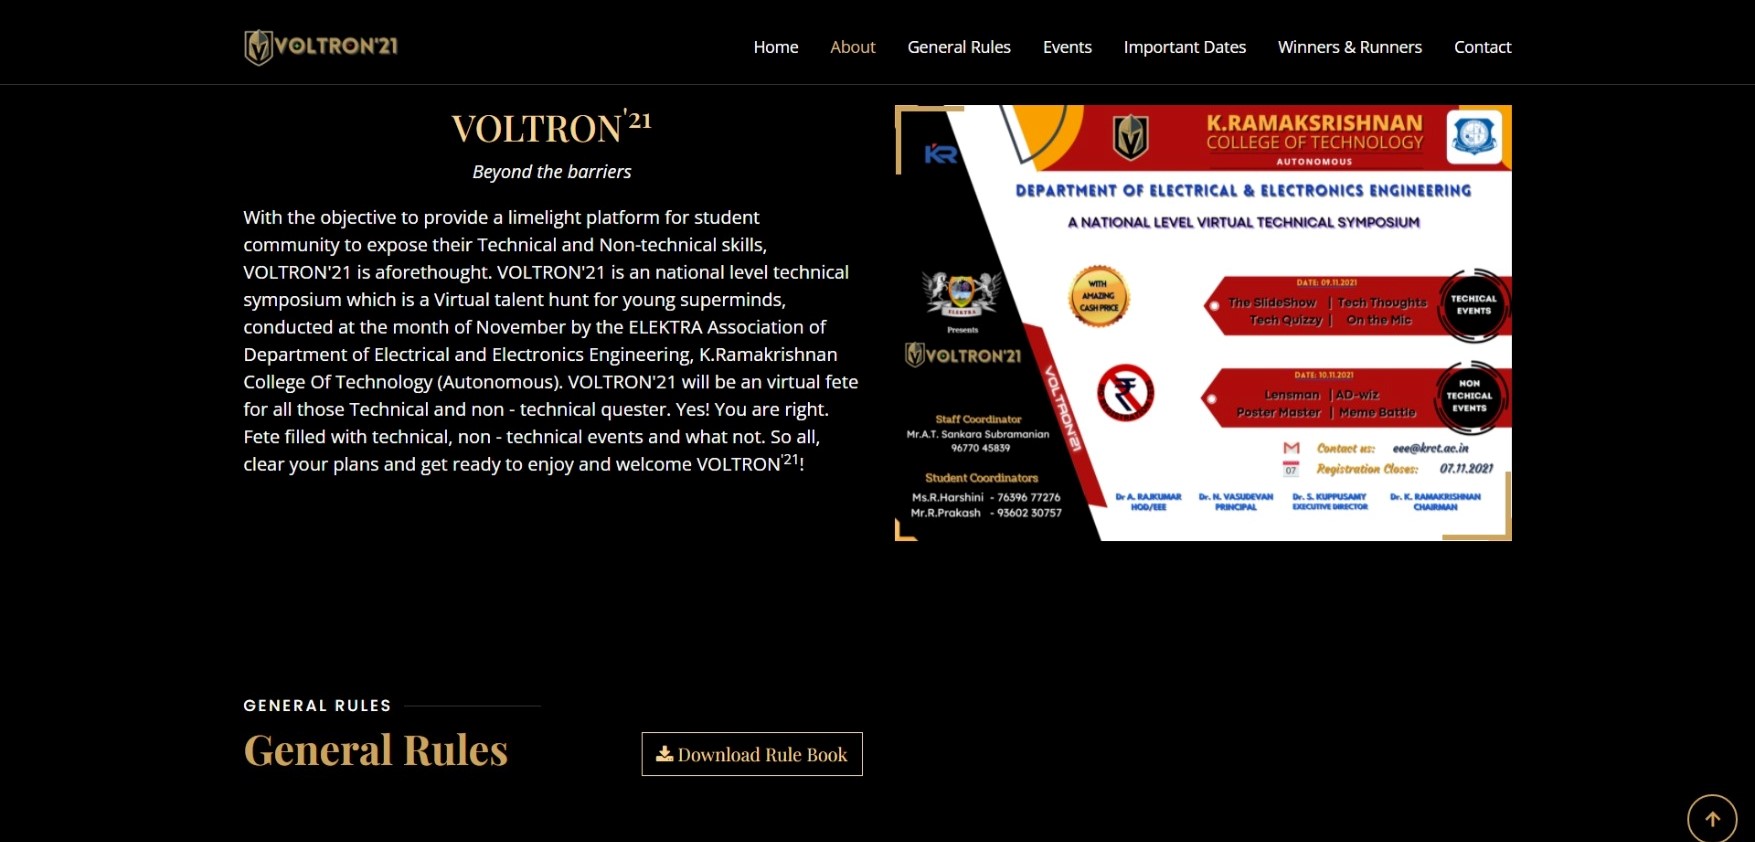 VOLTRON'21
Home
About
General Rules
Events
Important Dates
Winners & Runners
Contact
VOLTRON'21
Beyond the barriers
With the objective to provide a limelight platform for student
community to expose their Technical and Non-technical skills,
VOLTRON'21 is aforethought. VOLTRON'21 is an national level technical
symposium which is a Virtual talent hunt for young superminds,
conducted at the month of November by the ELEKTRA Association of
Department of Electrical and Electronics Engineering, K.Ramakrishnan
College Of Technology (Autonomous). VOLTRON'21 will be an virtual fete
for all those Technical and non - technical quester. Yes! You are right.
Fete filled with technical, non - technical events and what not. So all,
clear your plans and get ready to enjoy and welcome VOLTRON'21!
KR
K.RAMAKSRISHNAN
COLLEGE OF TECHNOLOGY
AUTONOMOUS
DEPARTMENT OF ELECTRICAL & ELECTRONICS ENGINEERING
A NATIONAL LEVEL VIRTUAL TECHNICAL SYMPOSIUM
ELEKTRA
Presents
VOLTRON'21
Staff Coordinator
Mr.A.T. Sankara Subramanian
96770 45839
Student Coordinators
Ms.R.Harshini - 76396 77276
Mr.R.Prakash - 93602 30757
VOLTRON'21
WITH
AMAZING
CASH PRICE
DATE: 09.11.2021
The SlideShow | Tech Thoughts
Tech Quizzy | On the Mic
TECHICAL
EVENTS
DATE: 10.11.2021
Lensman | AD-wiz
Poster Master | Meme Battle
NON
TECHICAL
EVENTS
Contact us: eee@krct.ac.in
07
Registration Closes: 07.11.2021
Dr A. RAJKUMAR
HOD/EEE
Dr. N. VASUDEVAN
PRINCIPAL
Dr. S. KUPPUSAMY
EXECUTIVE DIRECTOR
Dr. K. RAMAKRISHNAN
CHAIRMAN
GENERAL RULES
General Rules
Download Rule Book